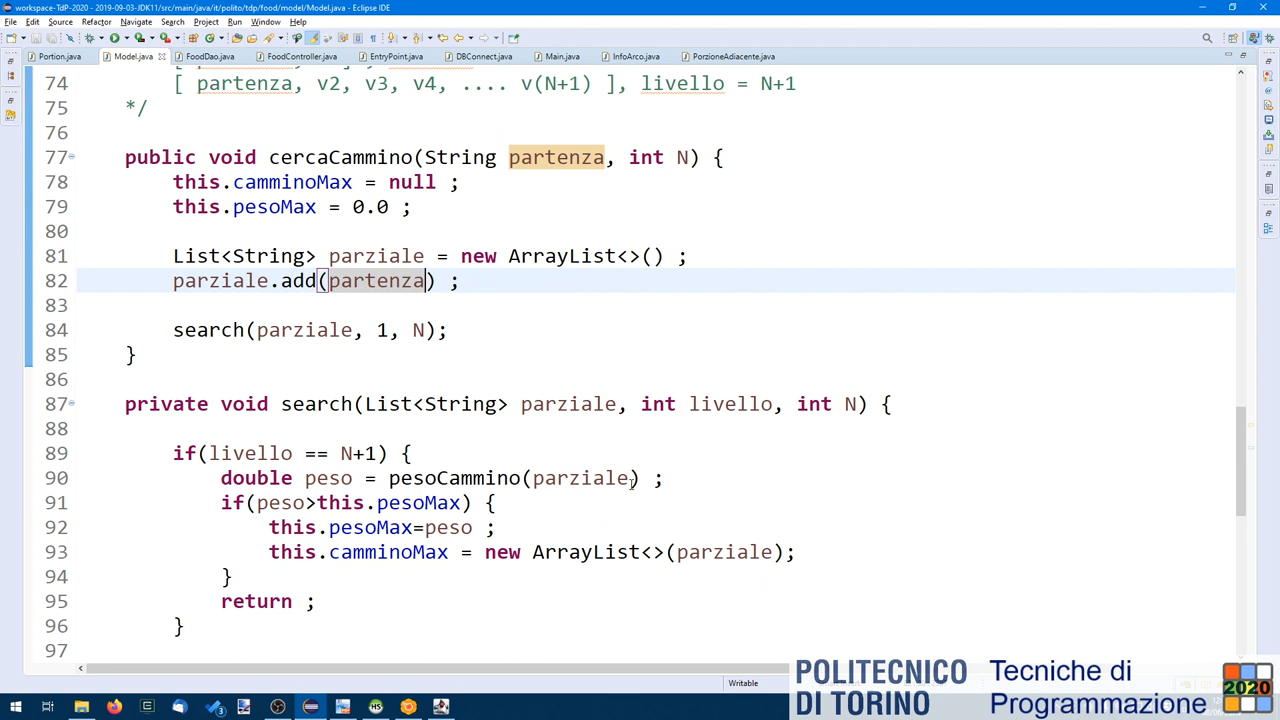 workspace-TdP-2020 - 2019-09-03-JDK11/src/main/java/it/polito/tdp/food/model/Model.java - Eclipse IDE
File Edit Source Refactor Navigate Search Project Run Window Help
Portion.java Model.java FoodDao.java FoodController.java EntryPoint.java DBConnect.java Main.java InfoArco.java PorzioneAdiacente.java
74 [ partenza, v2, v3, v4, .... v(N+1) ], livello = N+1
75 */
76
77 public void cercaCammino(String partenza, int N) {
78 this.camminoMax = null ;
79 this.pesoMax = 0.0 ;
80
81 List<String> parziale = new ArrayList<>() ;
82 parziale.add(partenza) ;
83
84 search(parziale, 1, N);
85 }
86
87 private void search(List<String> parziale, int livello, int N) {
88
89 if(livello == N+1) {
90 double peso = pesoCammino(parziale) ;
91 if(peso>this.pesoMax) {
92 this.pesoMax=peso ;
93 this.camminoMax = new ArrayList<>(parziale);
94 }
95 return ;
96 }
97
Writable
POLITECNICO
DI TORINO
Tecniche di
Programmazione
2020